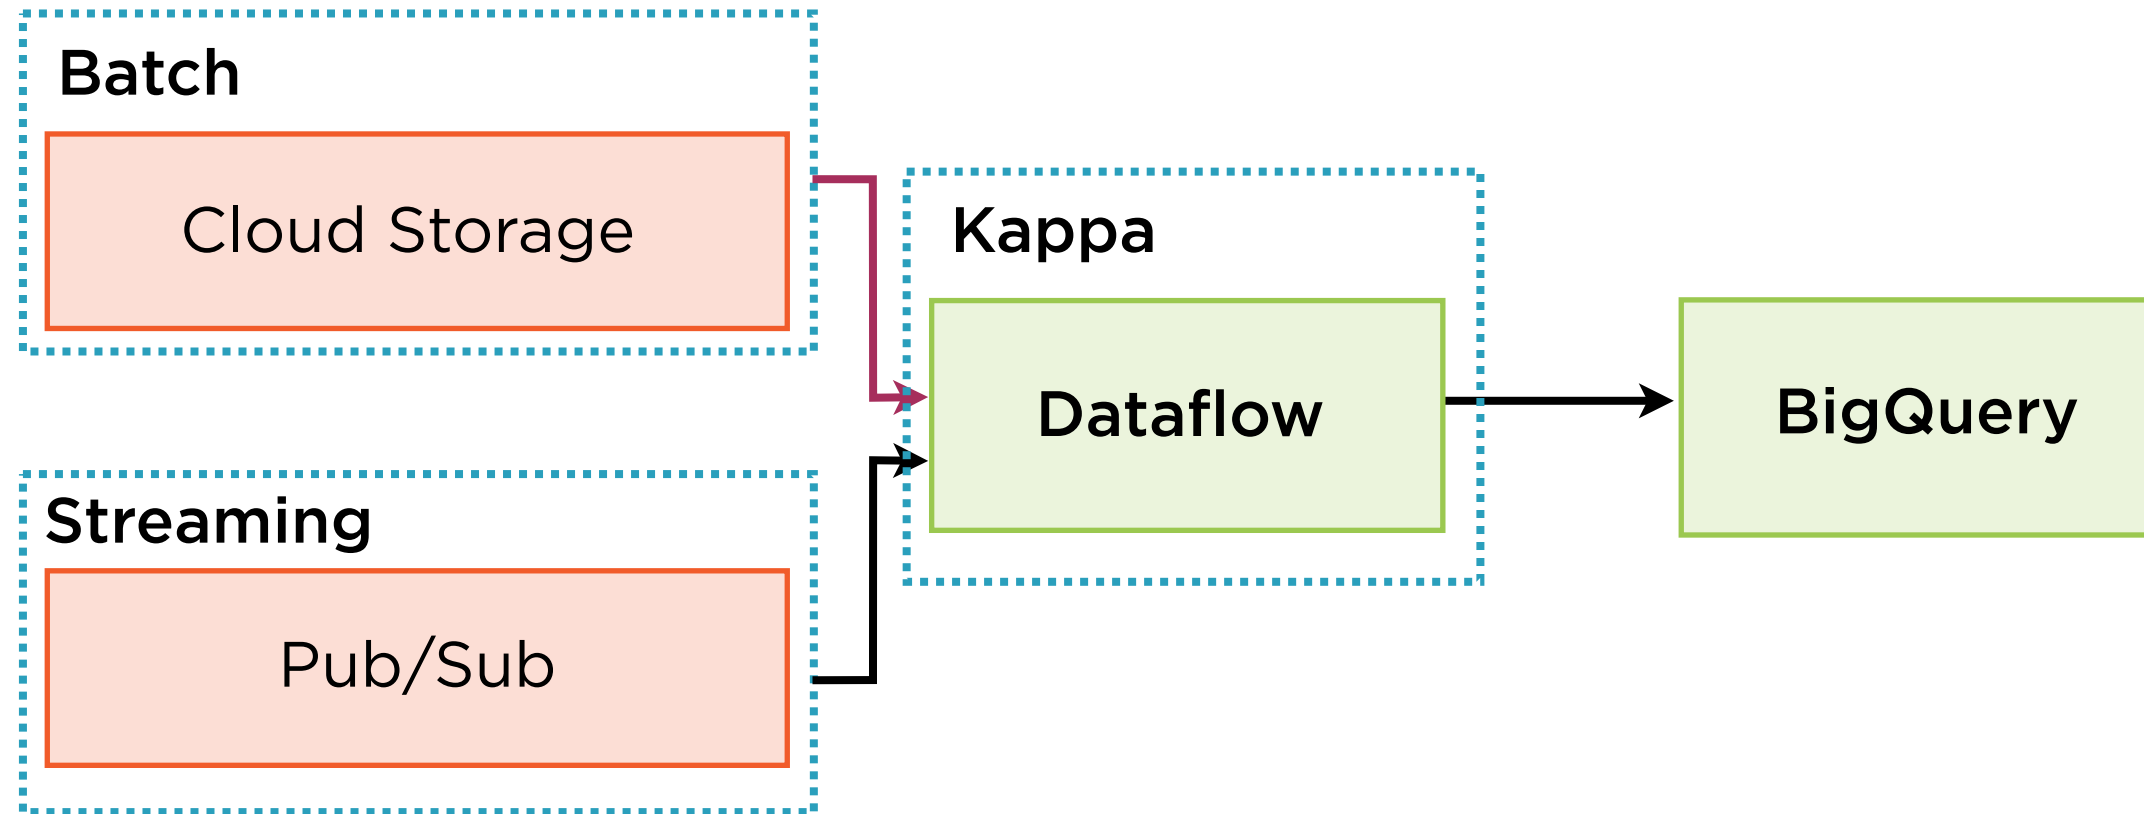 Batch
Cloud Storage
Kappa
Dataflow
BigQuery
Streaming
Pub/Sub